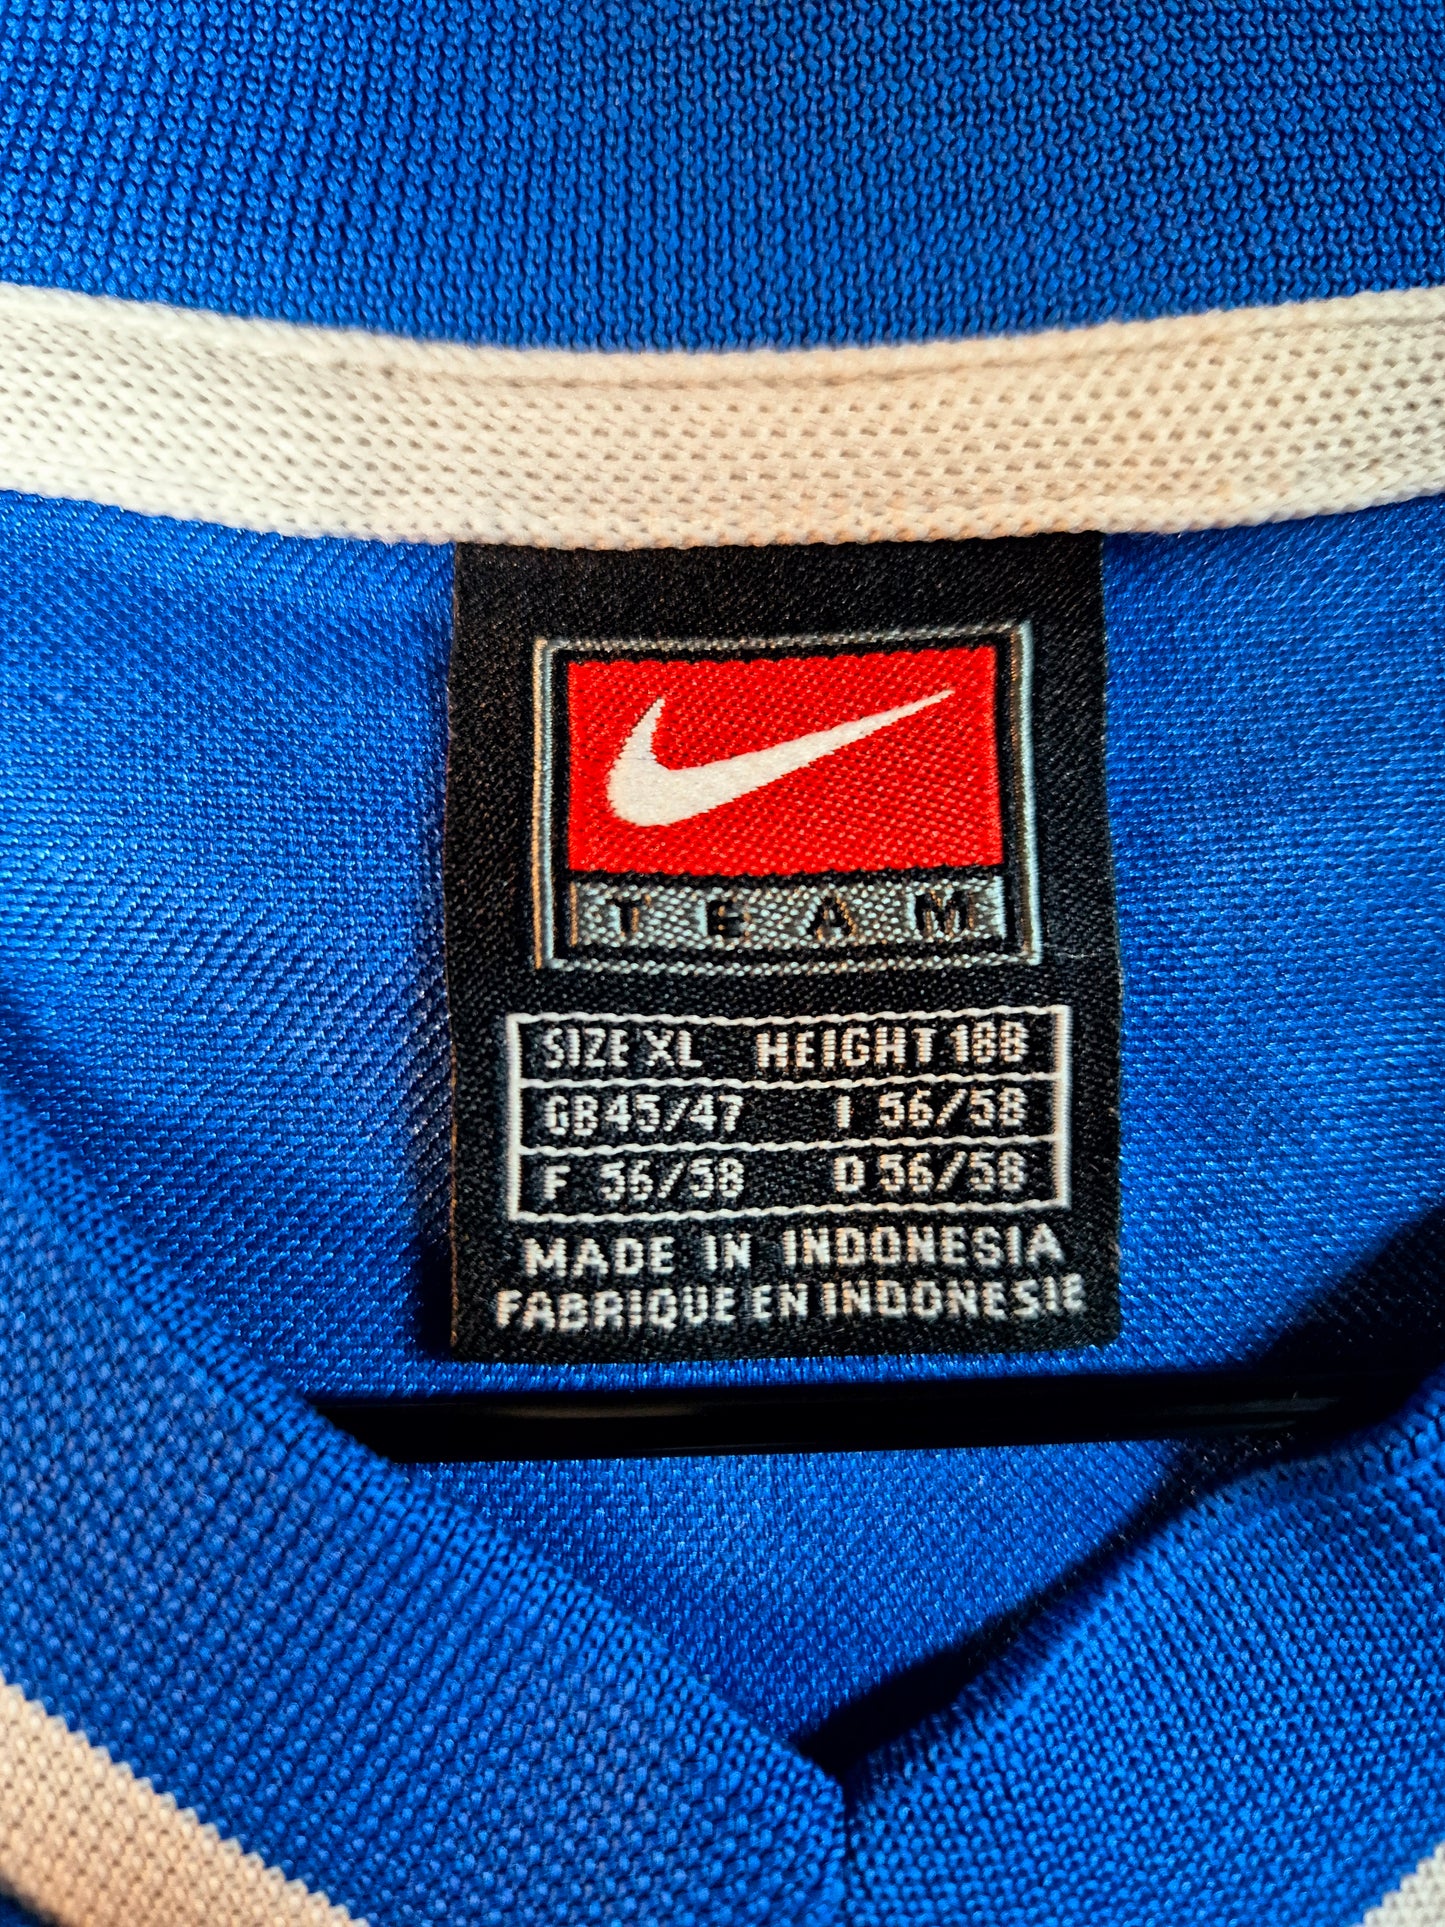 TEAM
SIZE XL HEIGHT 188
GB 45/47 I 56/58
F 56/58 D 56/58
MADE IN INDONESIA
FABRIQUE EN INDONESIE